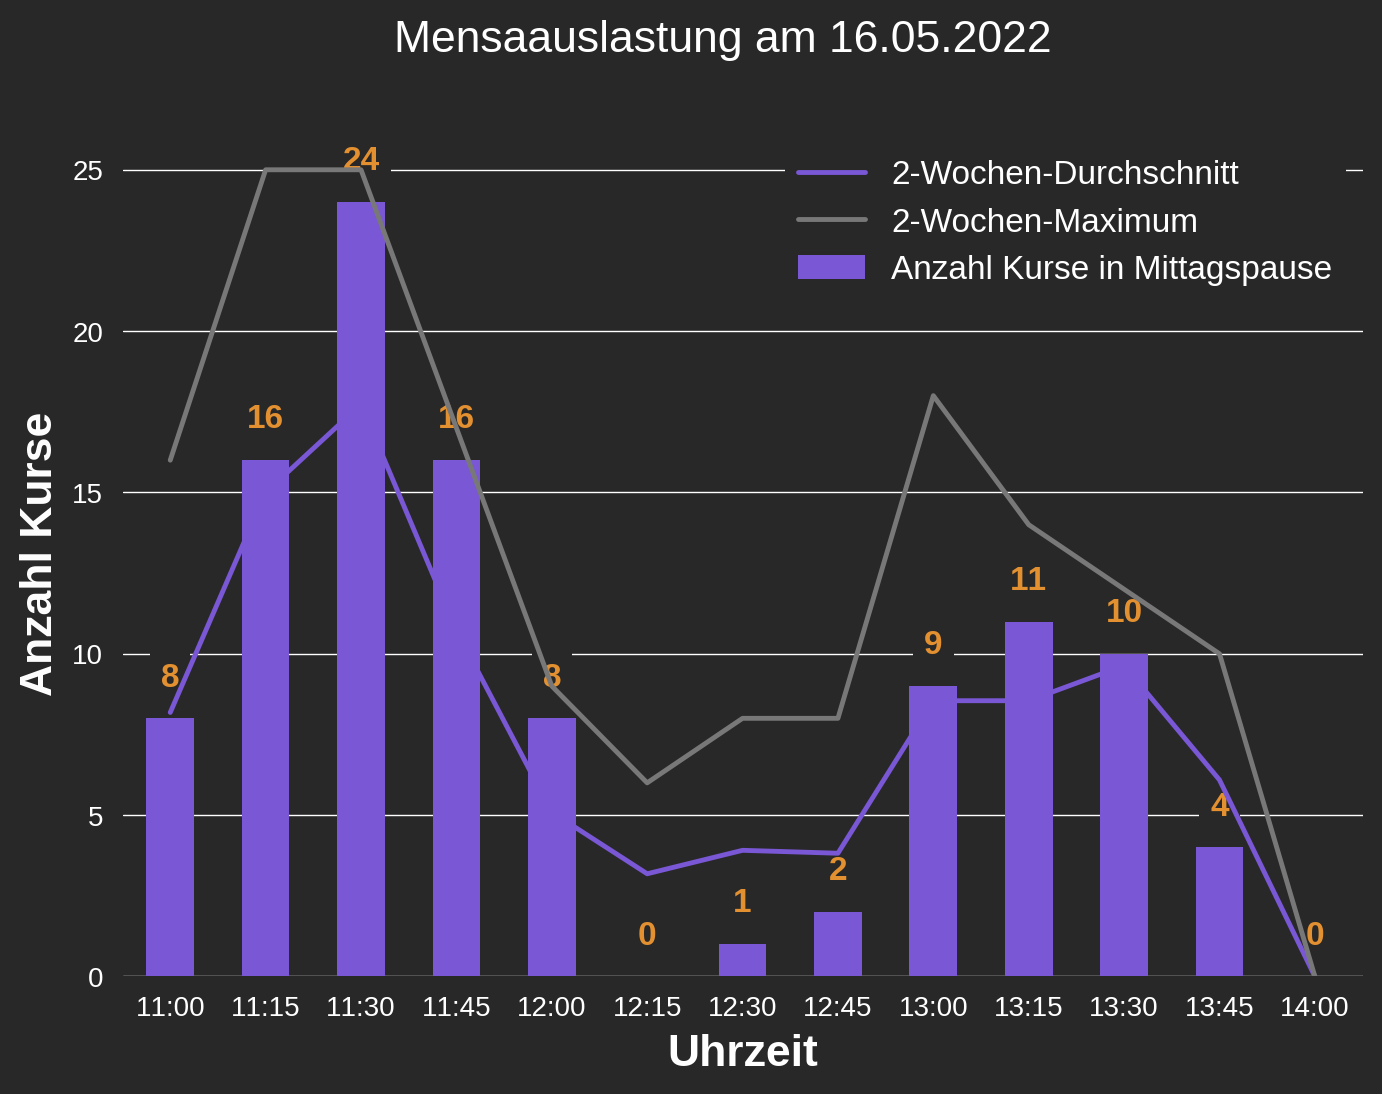 Mensaauslastung am 16.05.2022
2-Wochen-Durchschnitt
2-Wochen-Maximum
Anzahl Kurse in Mittagspause
Anzahl Kurse
25
20
15
10
5
0
8
16
24
16
8
0
1
2
9
11
10
4
0
11:00 11:15 11:30 11:45 12:00 12:15 12:30 12:45 13:00 13:15 13:30 13:45 14:00
Uhrzeit